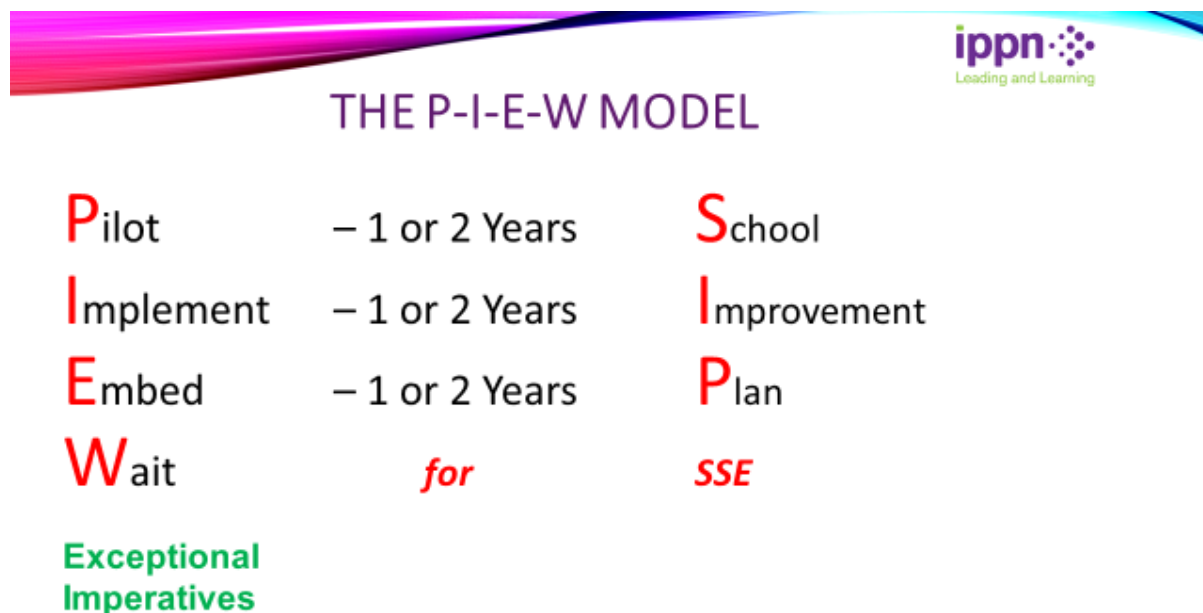 ippn
Leading and Learning
THE P-I-E-W MODEL
Pilot – 1 or 2 Years School
Implement – 1 or 2 Years Improvement
Embed – 1 or 2 Years Plan
Wait for SSE
Exceptional
Imperatives